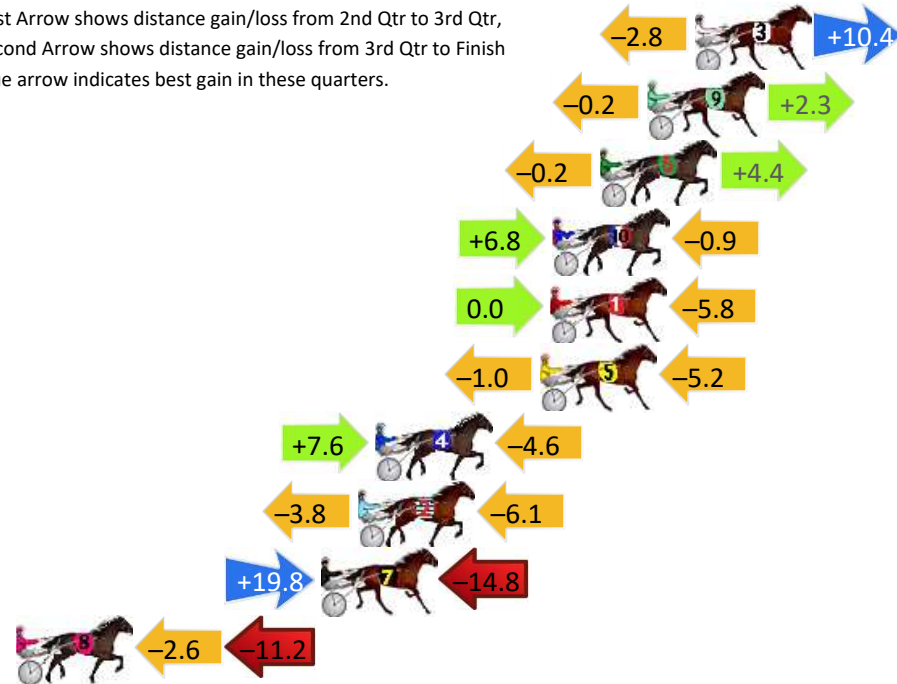 st Arrow shows distance gain/loss from 2nd Qtr to 3rd Qtr,
cond Arrow shows distance gain/loss from 3rd Qtr to Finish
e arrow indicates best gain in these quarters.
–2.8 3 +10.4
–0.2 9 +2.3
–0.2 6 +4.4
+6.8 10 –0.9
0.0 1 –5.8
–1.0 5 –5.2
+7.6 4 –4.6
–3.8 2 –6.1
+19.8 7 –14.8
8 –2.6 –11.2